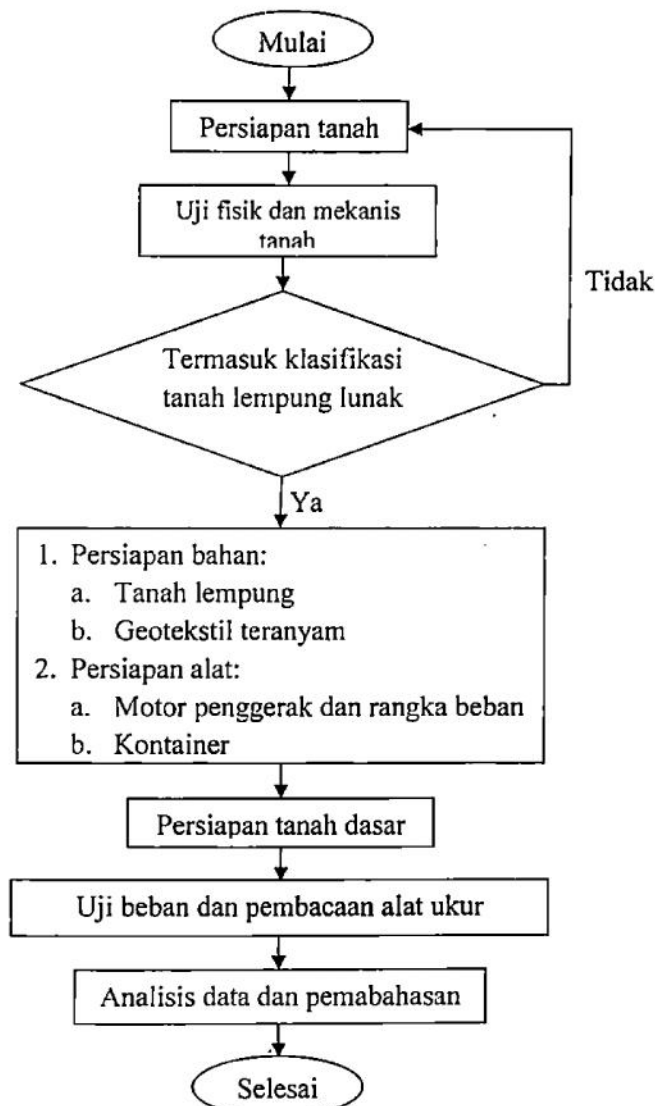 Mulai
Persiapan tanah
Uji fisik dan mekanis
tanah
Tidak
Termasuk klasifikasi
tanah lempung lunak
Ya
1. Persiapan bahan:
a. Tanah lempung
b. Geotekstil teranyam
2. Persiapan alat:
a. Motor penggerak dan rangka beban
b. Kontainer
Persiapan tanah dasar
Uji beban dan pembacaan alat ukur
Analisis data dan pemabahasan
Selesai